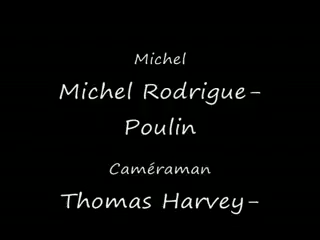 Michel
Michel Rodrigue-
Poulin
Caméraman
Thomas Harvey-